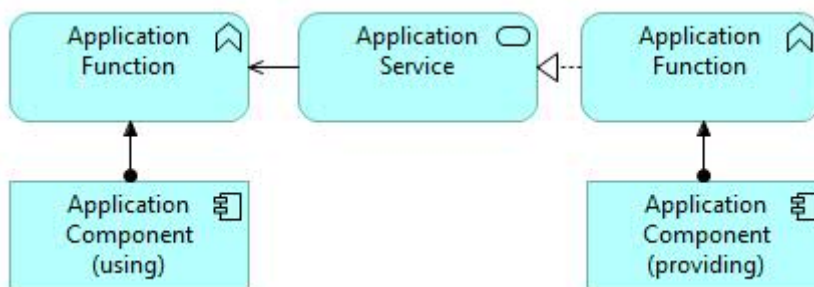 Application
Function
Application
Service
Application
Function
Application
Component
(using)
Application
Component
(providing)